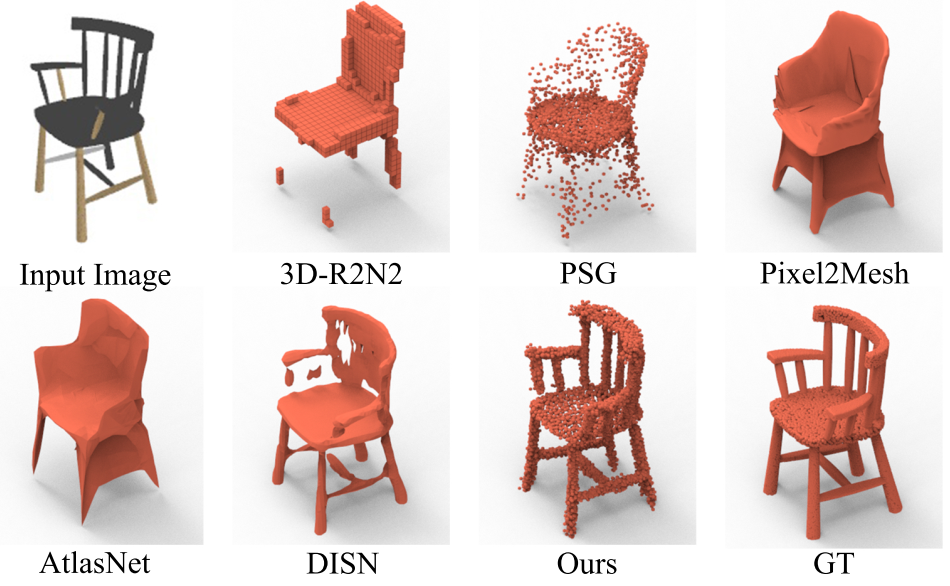 Input Image
3D-R2N2
PSG
Pixel2Mesh
AtlasNet
DISN
Ours
GT